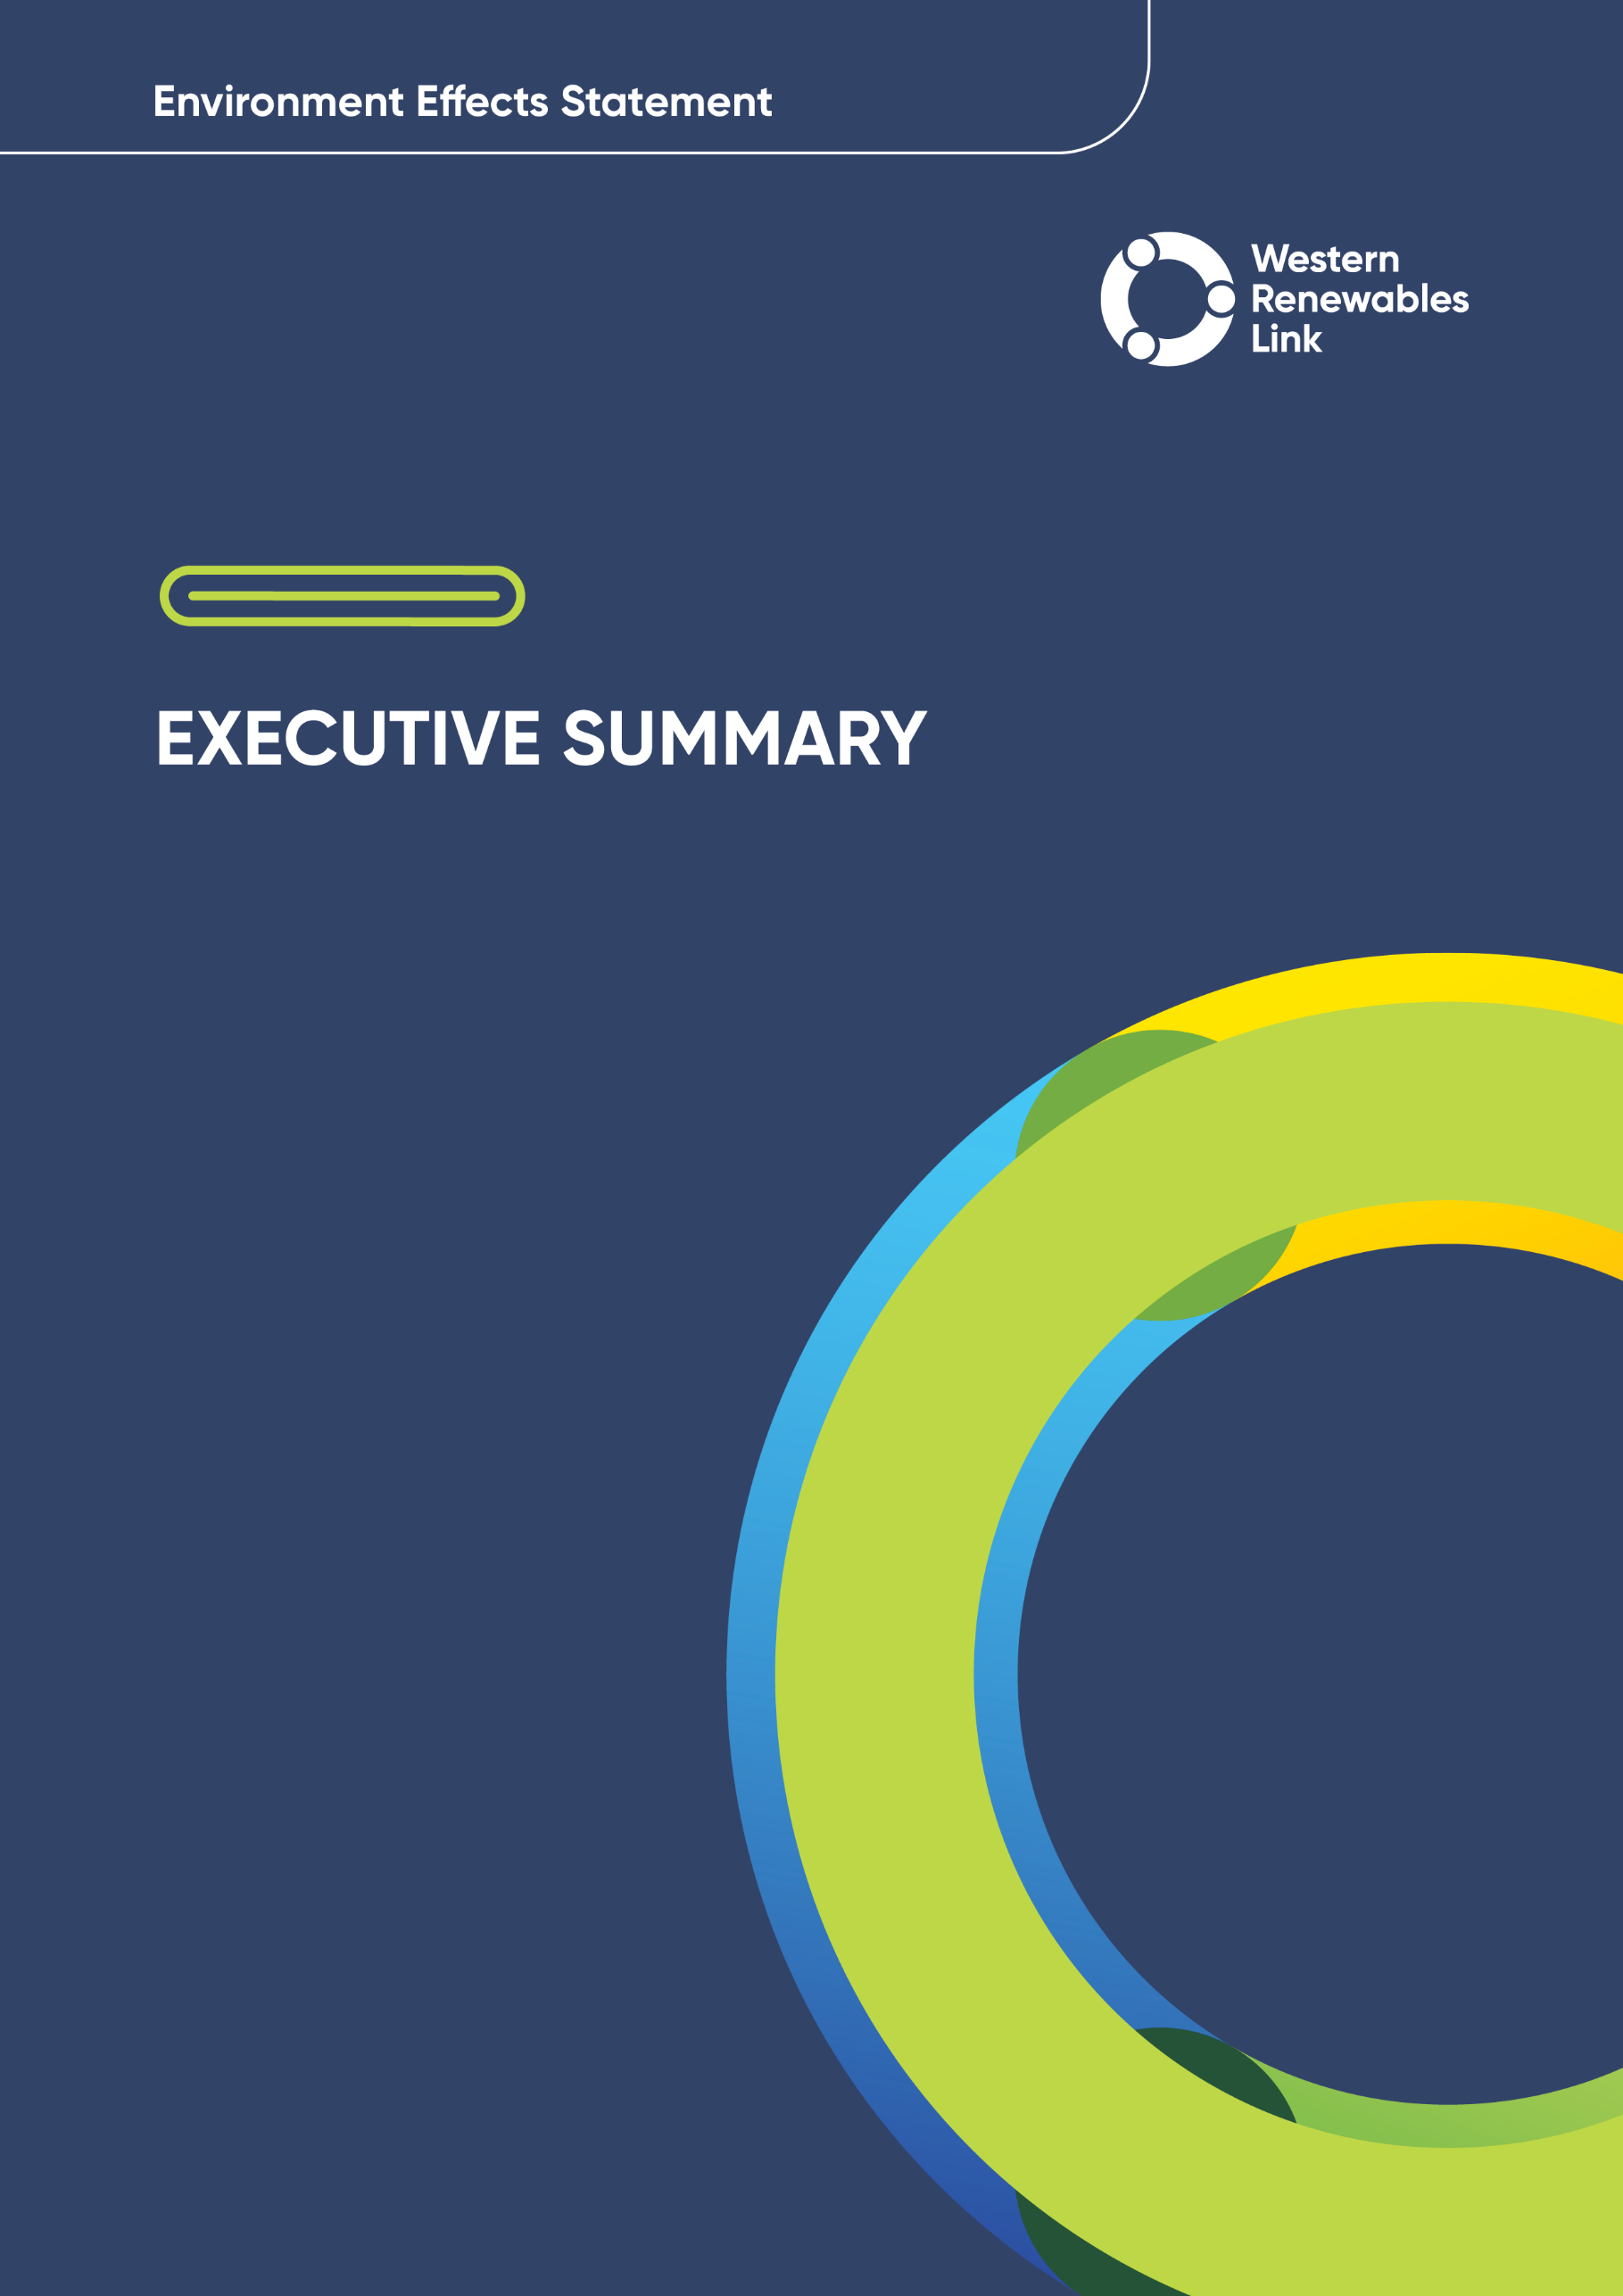 Environment Effects Statement
Western
Renewables
Link
EXECUTIVE SUMMARY